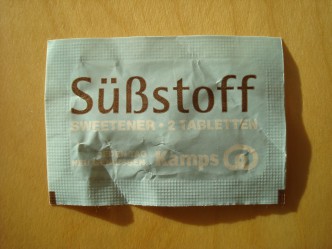 Süßstoff
SWEETENER · 2 TABLETTEN
Kamps